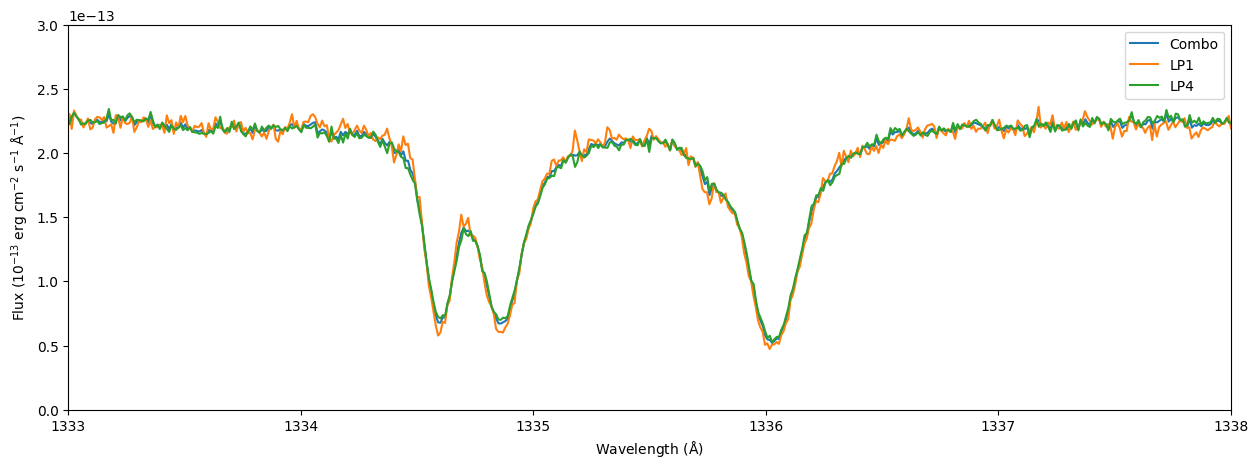 1e−13
3.0
2.5
2.0
1.5
1.0
0.5
0.0
Flux (10⁻¹³ erg cm⁻² s⁻¹ Å⁻¹)
Combo
LP1
LP4
1333 1334 1335 1336 1337 1338
Wavelength (Å)